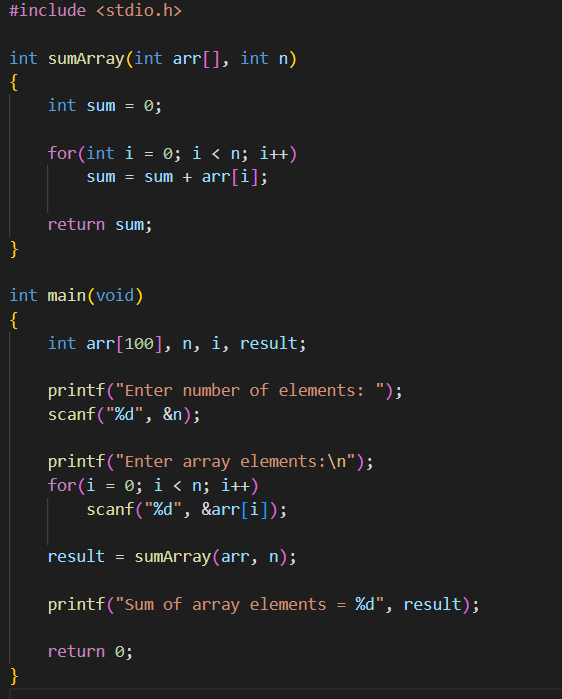 #include <stdio.h>

int sumArray(int arr[], int n)
{
    int sum = 0;

    for(int i = 0; i < n; i++)
        sum = sum + arr[i];

    return sum;
}

int main(void)
{
    int arr[100], n, i, result;

    printf("Enter number of elements: ");
    scanf("%d", &n);

    printf("Enter array elements:\n");
    for(i = 0; i < n; i++)
        scanf("%d", &arr[i]);

    result = sumArray(arr, n);

    printf("Sum of array elements = %d", result);

    return 0;
}